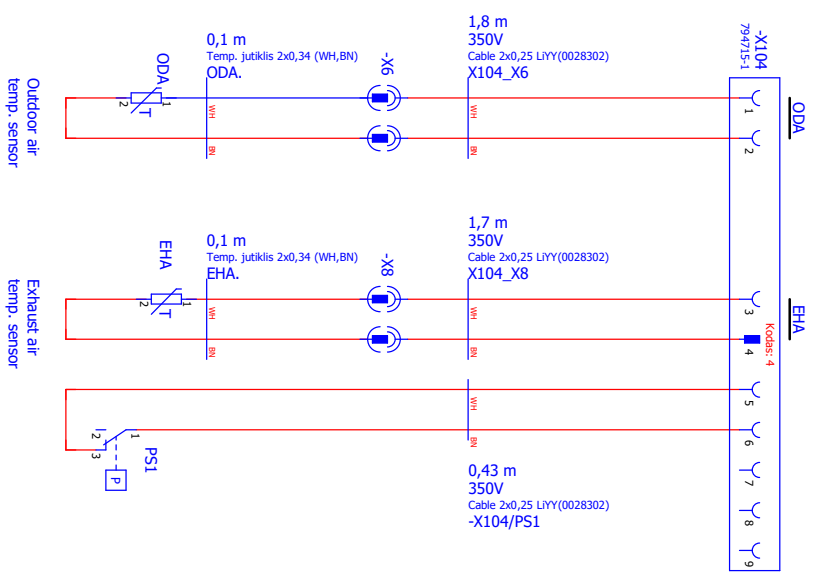 0,1 m
Temp. jutiklis 2x0,34 (WH,BN)
ODA.
1,8 m
350V
Cable 2x0,25 LiYY(0028302)
X104_X6
-X104
794715-1
ODA
-X6
ODA
1
2
T
WH
BN
WH
BN
1
2
Outdoor air
temp. sensor
0,1 m
Temp. jutiklis 2x0,34 (WH,BN)
EHA.
1,7 m
350V
Cable 2x0,25 LiYY(0028302)
X104_X8
EHA
-X8
EHA
1
2
T
WH
BN
WH
BN
3
4
Kodas: 4
Exhaust air
temp. sensor
WH
BN
5
6
7
8
9
PS1
1
2
3
P
0,43 m
350V
Cable 2x0,25 LiYY(0028302)
-X104/PS1